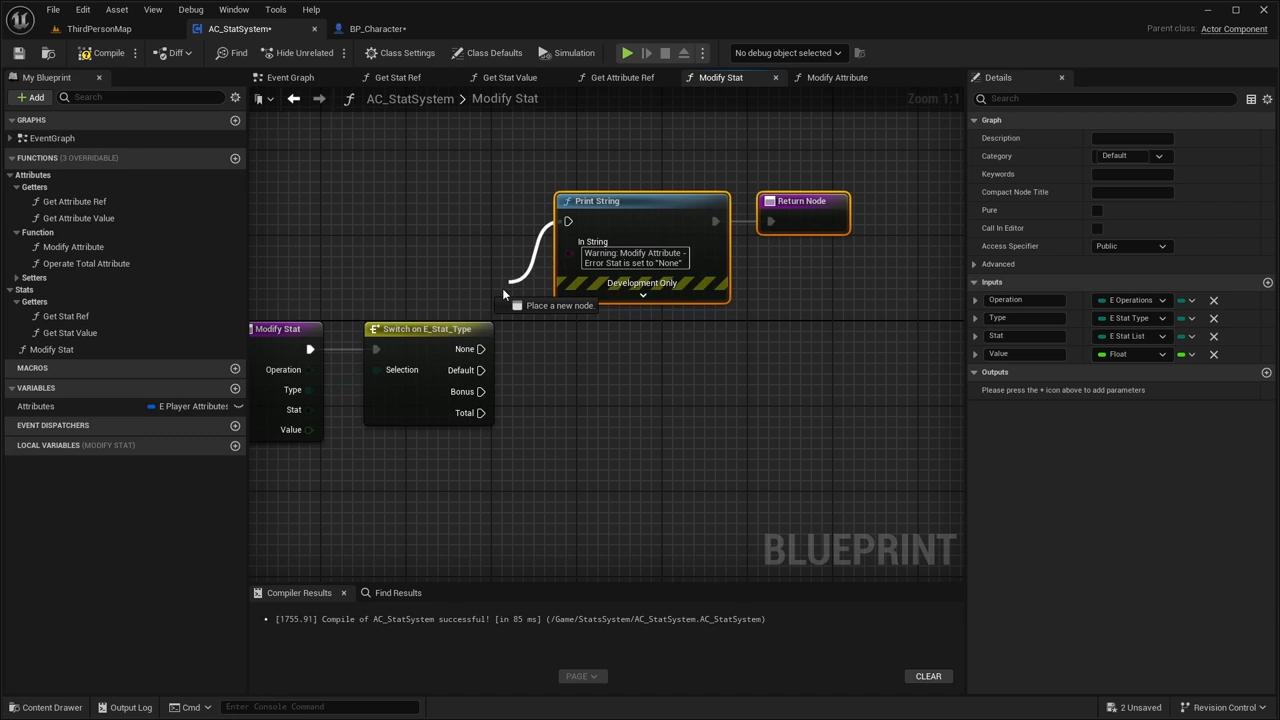 File Edit Asset View Debug Window Tools Help
Parent class: Actor Component
ThirdPersonMap
AC_StatSystem*
BP_Character*
Compile
Diff
Find
Hide Unrelated
Class Settings
Class Defaults
Simulation
No debug object selected
My Blueprint
Event Graph
Get Stat Ref
Get Stat Value
Get Attribute Ref
Modify Stat
Modify Attribute
Details
Add
Search
AC_StatSystem
Modify Stat
Zoom 1:1
Search
GRAPHS
EventGraph
FUNCTIONS (3 OVERRIDABLE)
Attributes
Getters
Get Attribute Ref
Get Attribute Value
Function
Modify Attribute
Operate Total Attribute
Setters
Stats
Getters
Get Stat Ref
Get Stat Value
Modify Stat
MACROS
VARIABLES
Attributes
E Player Attributes
EVENT DISPATCHERS
LOCAL VARIABLES (MODIFY STAT)
Print String
In String
Warning: Modify Attribute -
Error Stat is set to "None"
Development Only
Return Node
Place a new node.
Modify Stat
Operation
Type
Stat
Value
Switch on E_Stat_Type
Selection
None
Default
Bonus
Total
BLUEPRINT
Graph
Description
Category
Default
Keywords
Compact Node Title
Pure
Call In Editor
Access Specifier
Public
Advanced
Inputs
Operation
E Operations
Type
E Stat Type
Stat
E Stat List
Value
Float
Outputs
Please press the + icon above to add parameters
Compiler Results
Find Results
[1755.91] Compile of AC_StatSystem successful! [in 85 ms] (/Game/StatsSystem/AC_StatSystem.AC_StatSystem)
PAGE
CLEAR
Content Drawer
Output Log
Cmd
Enter Console Command
2 Unsaved
Revision Control